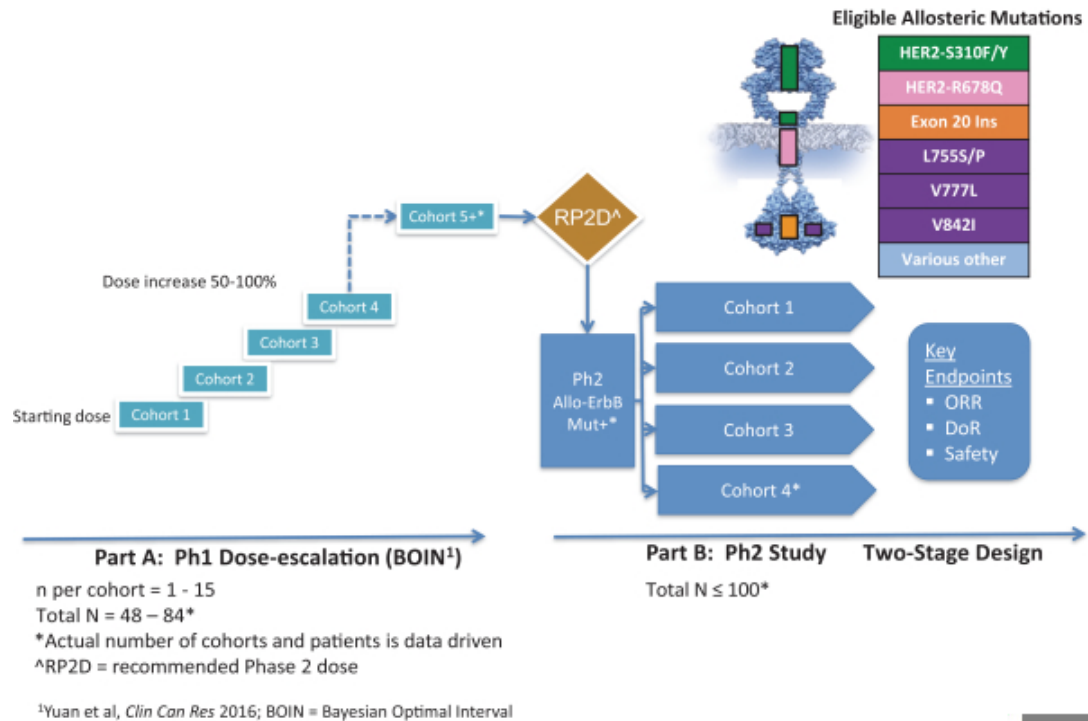 Eligible Allosteric Mutations
HER2-S310F/Y
HER2-R678Q
Exon 20 Ins
L755S/P
V777L
V842I
Various other
Cohort 5+*
RP2D^
Dose increase 50-100%
Cohort 4
Cohort 3
Cohort 2
Starting dose
Cohort 1
Ph2
Allo-ErbB
Mut+*
Cohort 1
Cohort 2
Cohort 3
Cohort 4*
Key
Endpoints
▪ ORR
▪ DoR
▪ Safety
Part A: Ph1 Dose-escalation (BOIN¹)
n per cohort = 1 - 15
Total N = 48 – 84*
*Actual number of cohorts and patients is data driven
^RP2D = recommended Phase 2 dose
Part B: Ph2 Study Two-Stage Design
Total N ≤ 100*
¹Yuan et al, Clin Can Res 2016; BOIN = Bayesian Optimal Interval